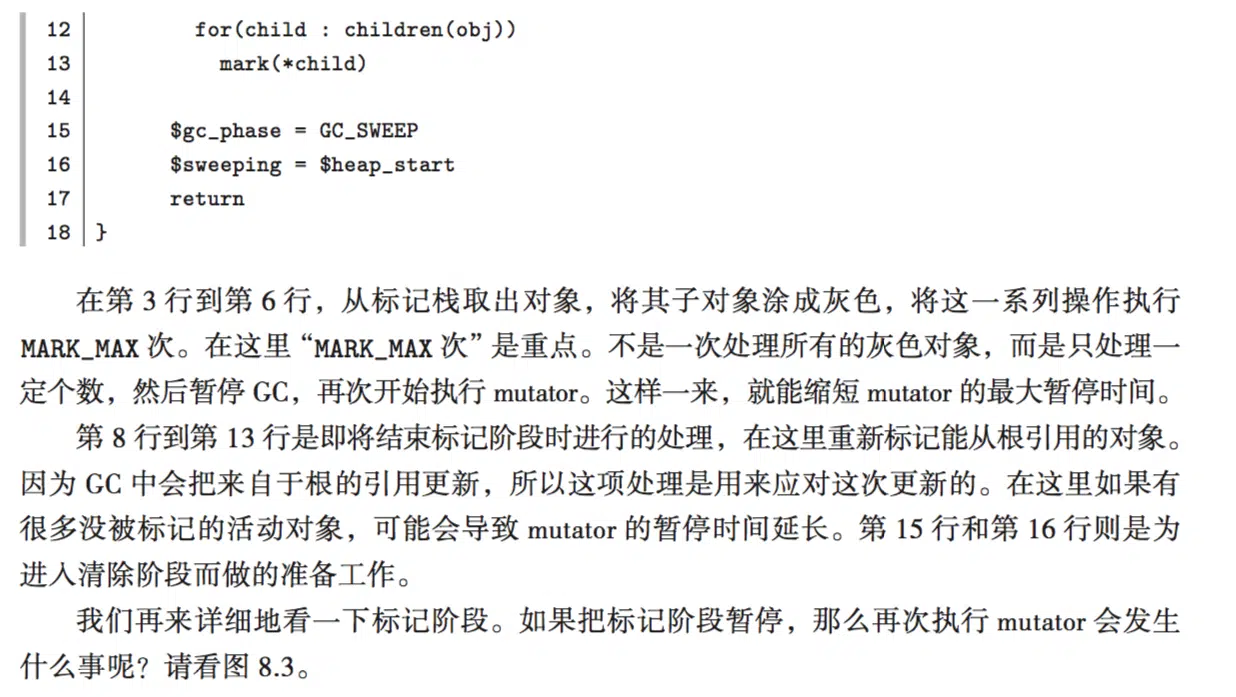 12 for(child : children(obj))
13 mark(*child)
14
15 $gc_phase = GC_SWEEP
16 $sweeping = $heap_start
17 return
18 }
在第 3 行到第 6 行，从标记栈取出对象，将其子对象涂成灰色，将这一系列操作执行
MARK_MAX 次。在这里“MARK_MAX 次”是重点。不是一次处理所有的灰色对象，而是只处理一
定个数，然后暂停 GC，再次开始执行 mutator。这样一来，就能缩短 mutator 的最大暂停时间。
第 8 行到第 13 行是即将结束标记阶段时进行的处理，在这里重新标记能从根引用的对象。
因为 GC 中会把来自于根的引用更新，所以这项处理是用来应对这次更新的。在这里如果有
很多没被标记的活动对象，可能会导致 mutator 的暂停时间延长。第 15 行和第 16 行则是为
进入清除阶段而做的准备工作。
我们再来详细地看一下标记阶段。如果把标记阶段暂停，那么再次执行 mutator 会发生
什么事呢？请看图 8.3。